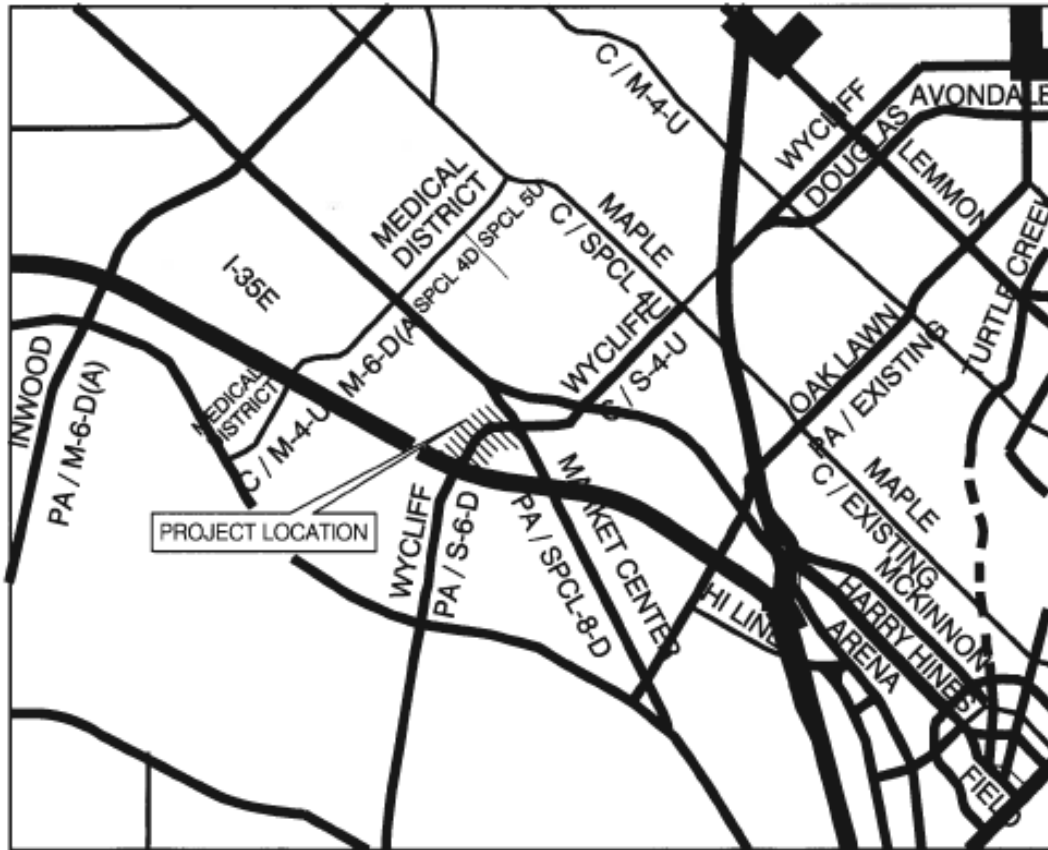 C / M-4-U
WYCLIFF
AVONDALE
DOUGLAS
LEMMON
MEDICAL
DISTRICT
SPCL 5U
SPCL 4D
MAPLE
C / SPCL 4U
TURTLE CREEK
I-35E
M-6-D(A
WYCLIFF
C / S-4-U
OAK LAWN
PA / EXISTING
INWOOD
PA / M-6-D(A)
MEDICAL
DISTRICT
C / M-4-U
MAPLE
C / EXISTING
PROJECT LOCATION
WYCLIFF
PA / S-6-D
MARKET CENTER
PA / SPCL-8-D
HI LINE
MCKINNON
HARRY HINES
ARENA
FIELD